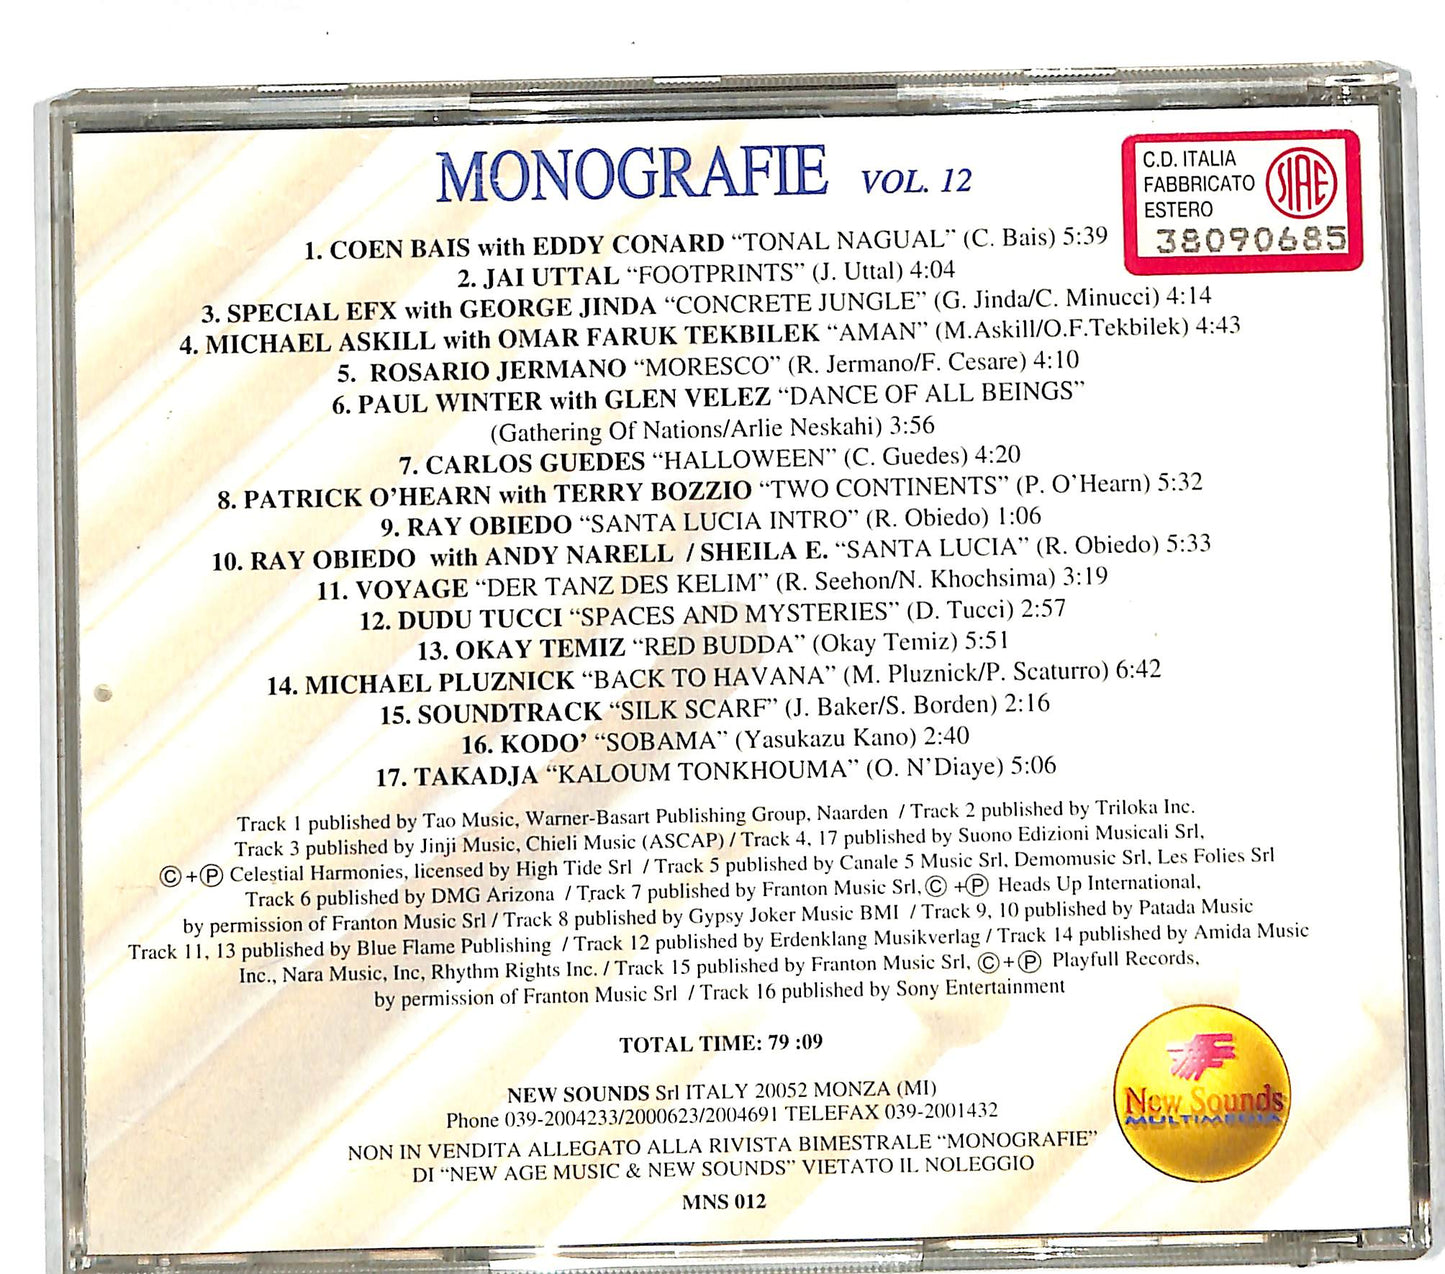 MONOGRAFIE VOL. 12
C.D. ITALIA
FABBRICATO
ESTERO
SIAE
38090685
1. COEN BAIS with EDDY CONARD “TONAL NAGUAL” (C. Bais) 5:39
2. JAI UTTAL “FOOTPRINTS” (J. Uttal) 4:04
3. SPECIAL EFX with GEORGE JINDA “CONCRETE JUNGLE” (G. Jinda/C. Minucci) 4:14
4. MICHAEL ASKILL with OMAR FARUK TEKBILEK “AMAN” (M.Askill/O.F.Tekbilek) 4:43
5. ROSARIO JERMANO “MORESCO” (R. Jermano/F. Cesare) 4:10
6. PAUL WINTER with GLEN VELEZ “DANCE OF ALL BEINGS”
(Gathering Of Nations/Arlie Neskahi) 3:56
7. CARLOS GUEDES “HALLOWEEN” (C. Guedes) 4:20
8. PATRICK O’HEARN with TERRY BOZZIO “TWO CONTINENTS” (P. O’Hearn) 5:32
9. RAY OBIEDO “SANTA LUCIA INTRO” (R. Obiedo) 1:06
10. RAY OBIEDO with ANDY NARELL / SHEILA E. “SANTA LUCIA” (R. Obiedo) 5:33
11. VOYAGE “DER TANZ DES KELIM” (R. Seehon/N. Khochsima) 3:19
12. DUDU TUCCI “SPACES AND MYSTERIES” (D. Tucci) 2:57
13. OKAY TEMIZ “RED BUDDA” (Okay Temiz) 5:51
14. MICHAEL PLUZNICK “BACK TO HAVANA” (M. Pluznick/P. Scaturro) 6:42
15. SOUNDTRACK “SILK SCARF” (J. Baker/S. Borden) 2:16
16. KODO’ “SOBAMA” (Yasukazu Kano) 2:40
17. TAKADJA “KALOUM TONKHOUMA” (O. N’Diaye) 5:06
Track 1 published by Tao Music, Warner-Basart Publishing Group, Naarden / Track 2 published by Triloka Inc.
Track 3 published by Jinji Music, Chieli Music (ASCAP) / Track 4, 17 published by Suono Edizioni Musicali Srl,
©+℗ Celestial Harmonies, licensed by High Tide Srl / Track 5 published by Canale 5 Music Srl, Demomusic Srl, Les Folies Srl
Track 6 published by DMG Arizona / Track 7 published by Franton Music Srl, © +℗ Heads Up International,
by permission of Franton Music Srl / Track 8 published by Gypsy Joker Music BMI / Track 9, 10 published by Patada Music
Track 11, 13 published by Blue Flame Publishing / Track 12 published by Erdenklang Musikverlag / Track 14 published by Amida Music
Inc., Nara Music, Inc, Rhythm Rights Inc. / Track 15 published by Franton Music Srl, ©+℗ Playfull Records,
by permission of Franton Music Srl / Track 16 published by Sony Entertainment
TOTAL TIME: 79 :09
NEW SOUNDS Srl ITALY 20052 MONZA (MI)
Phone 039-2004233/2000623/2004691 TELEFAX 039-2001432
NON IN VENDITA ALLEGATO ALLA RIVISTA BIMESTRALE “MONOGRAFIE”
DI “NEW AGE MUSIC & NEW SOUNDS” VIETATO IL NOLEGGIO
MNS 012
New Sounds
MULTIMEDIA